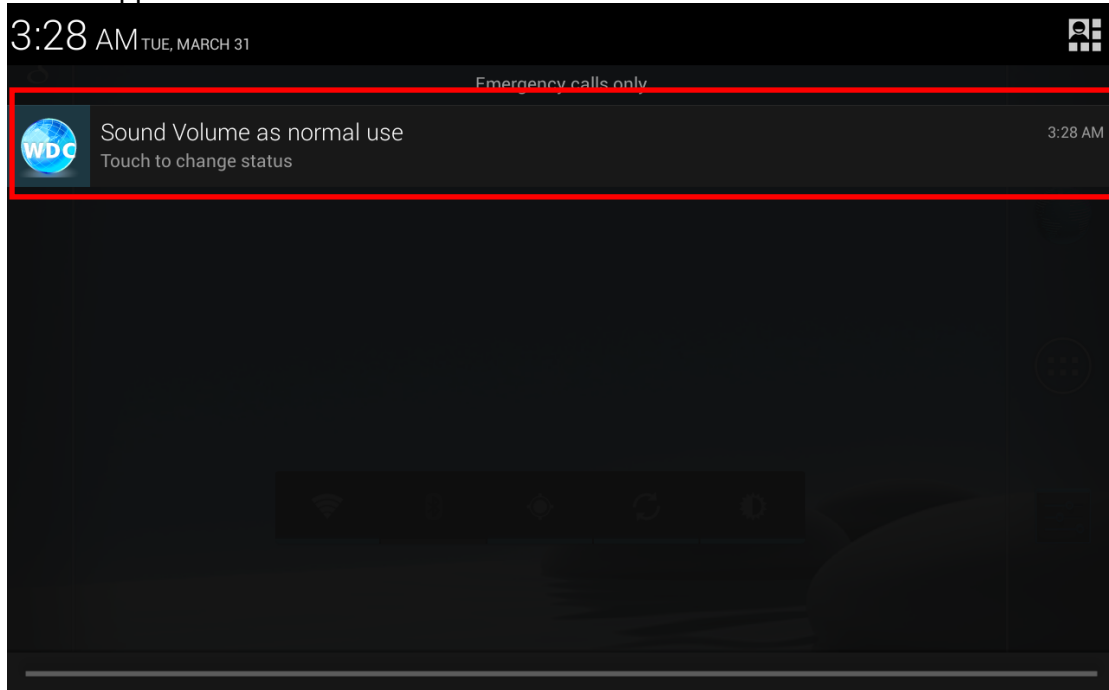 3:28 AM TUE, MARCH 31
Emergency calls only
WDC
Sound Volume as normal use
3:28 AM
Touch to change status